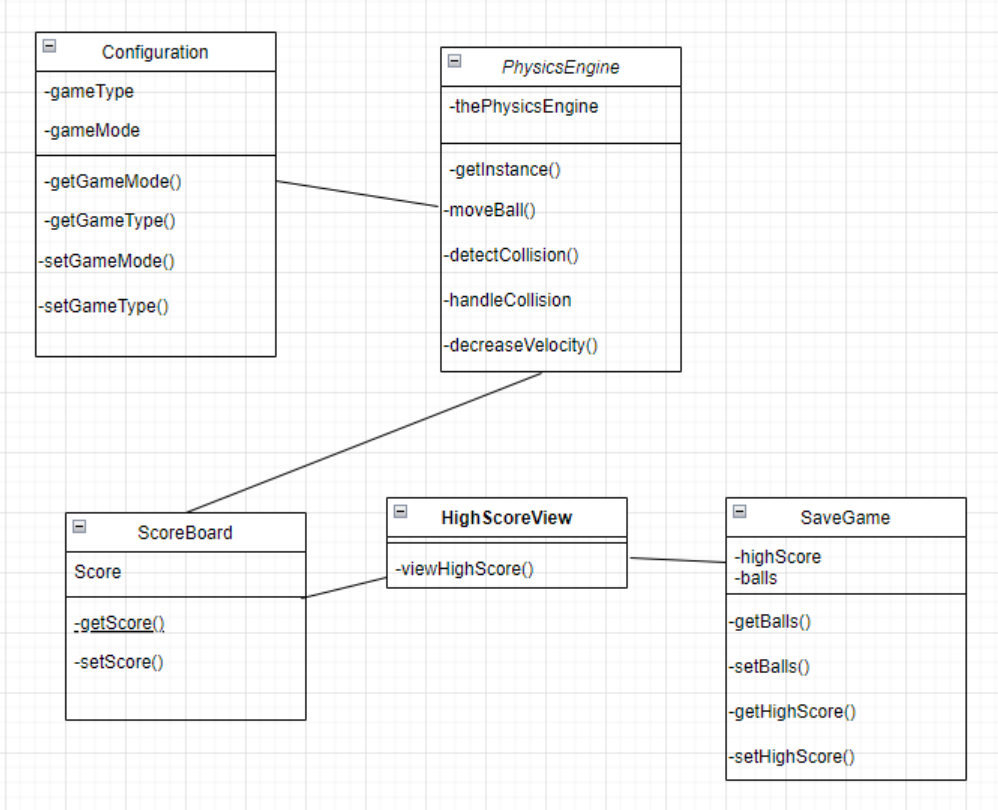 Configuration
-gameType
-gameMode
-getGameMode()
-getGameType()
-setGameMode()
-setGameType()
PhysicsEngine
-thePhysicsEngine
-getInstance()
-moveBall()
-detectCollision()
-handleCollision
-decreaseVelocity()
ScoreBoard
Score
-getScore()
-setScore()
HighScoreView
-viewHighScore()
SaveGame
-highScore
-balls
-getBalls()
-setBalls()
-getHighScore()
-setHighScore()